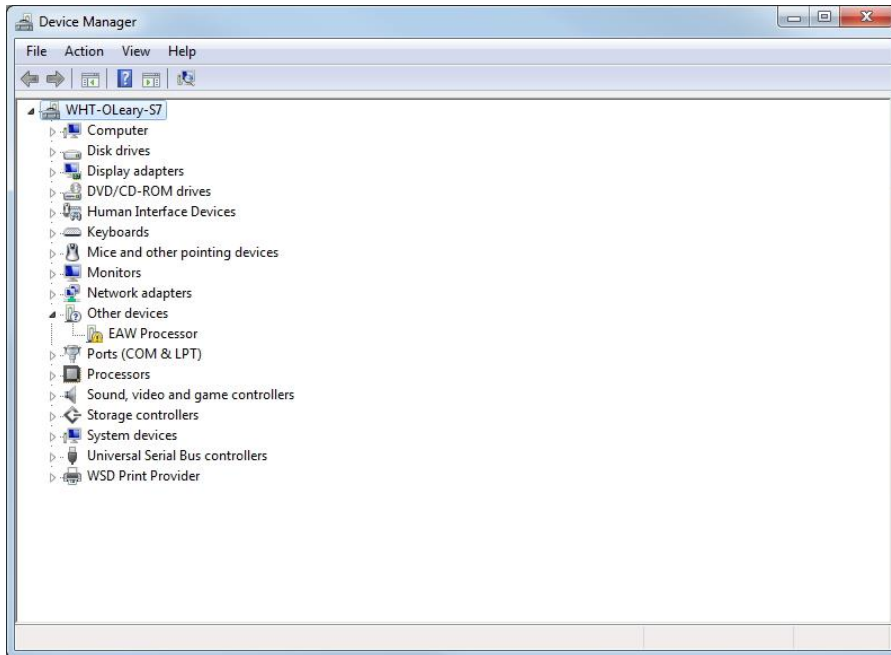 Device Manager
File Action View Help
WHT-OLeary-S7
Computer
Disk drives
Display adapters
DVD/CD-ROM drives
Human Interface Devices
Keyboards
Mice and other pointing devices
Monitors
Network adapters
Other devices
EAW Processor
Ports (COM & LPT)
Processors
Sound, video and game controllers
Storage controllers
System devices
Universal Serial Bus controllers
WSD Print Provider